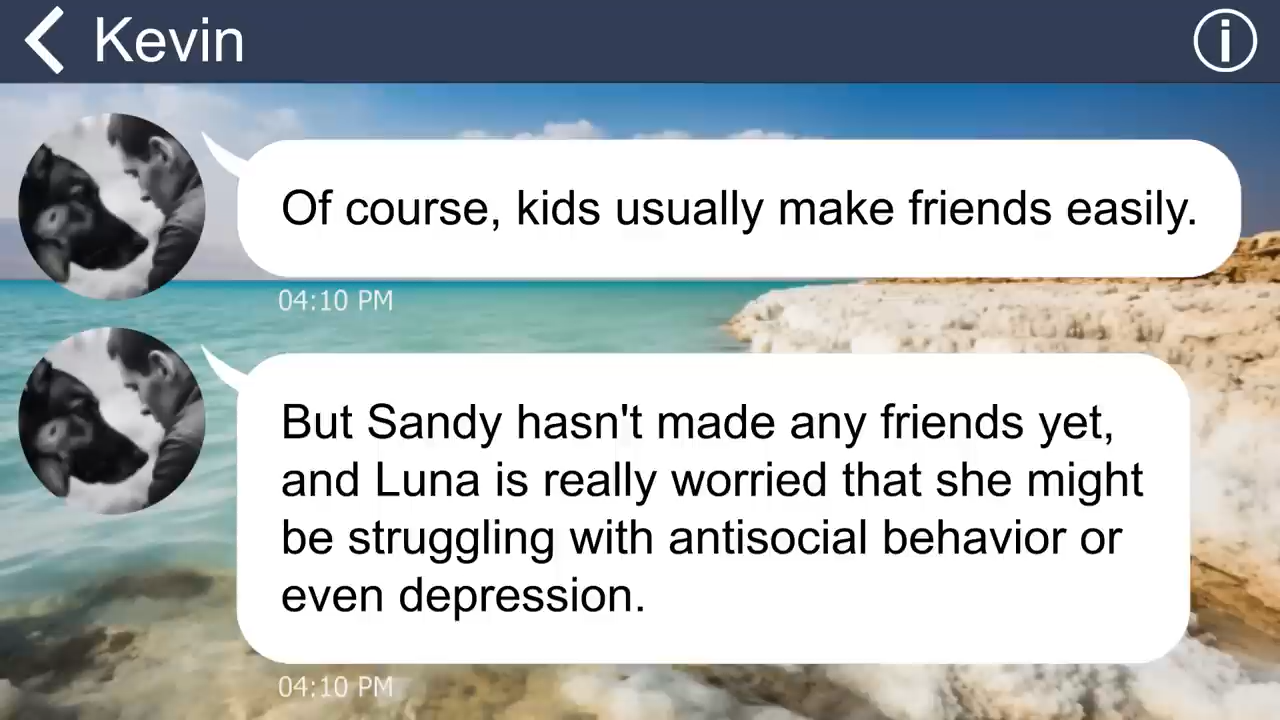 Kevin
Of course, kids usually make friends easily.
04:10 PM
But Sandy hasn't made any friends yet,
and Luna is really worried that she might
be struggling with antisocial behavior or
even depression.
04:10 PM